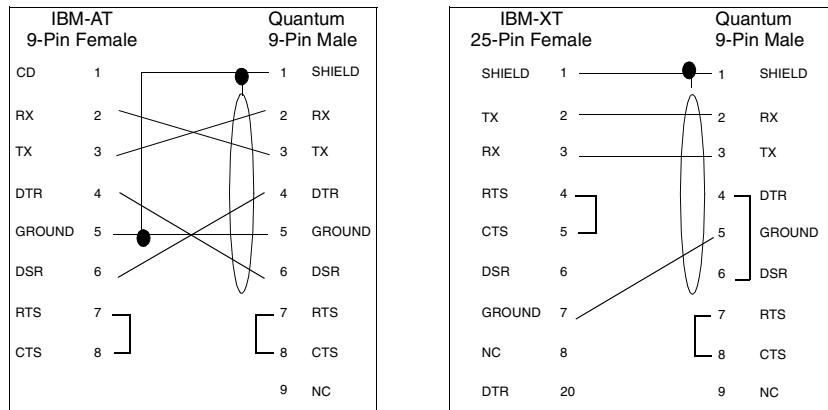 IBM-AT Quantum
9-Pin Female 9-Pin Male
CD 1 1 SHIELD
RX 2 2 RX
TX 3 3 TX
DTR 4 4 DTR
GROUND 5 5 GROUND
DSR 6 6 DSR
RTS 7 7 RTS
CTS 8 8 CTS
9 NC
IBM-XT Quantum
25-Pin Female 9-Pin Male
SHIELD 1 1 SHIELD
TX 2 2 RX
RX 3 3 TX
RTS 4 4 DTR
CTS 5 5 GROUND
DSR 6 6 DSR
GROUND 7 7 RTS
NC 8 8 CTS
DTR 20 9 NC